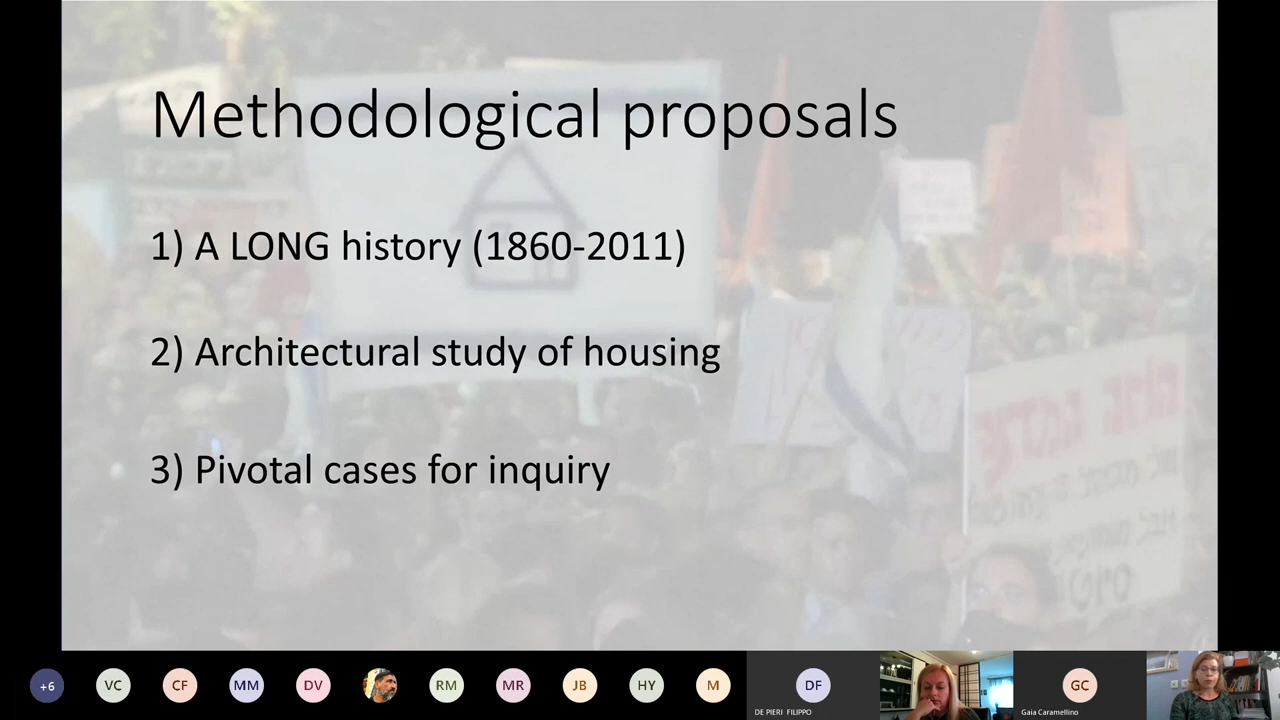 Methodological proposals
1) A LONG history (1860-2011)
2) Architectural study of housing
3) Pivotal cases for inquiry
+6
VC
CF
MM
DV
RM
MR
JB
HY
M
DF
GC
DE PIERI FILIPPO
Gaia Caramellino